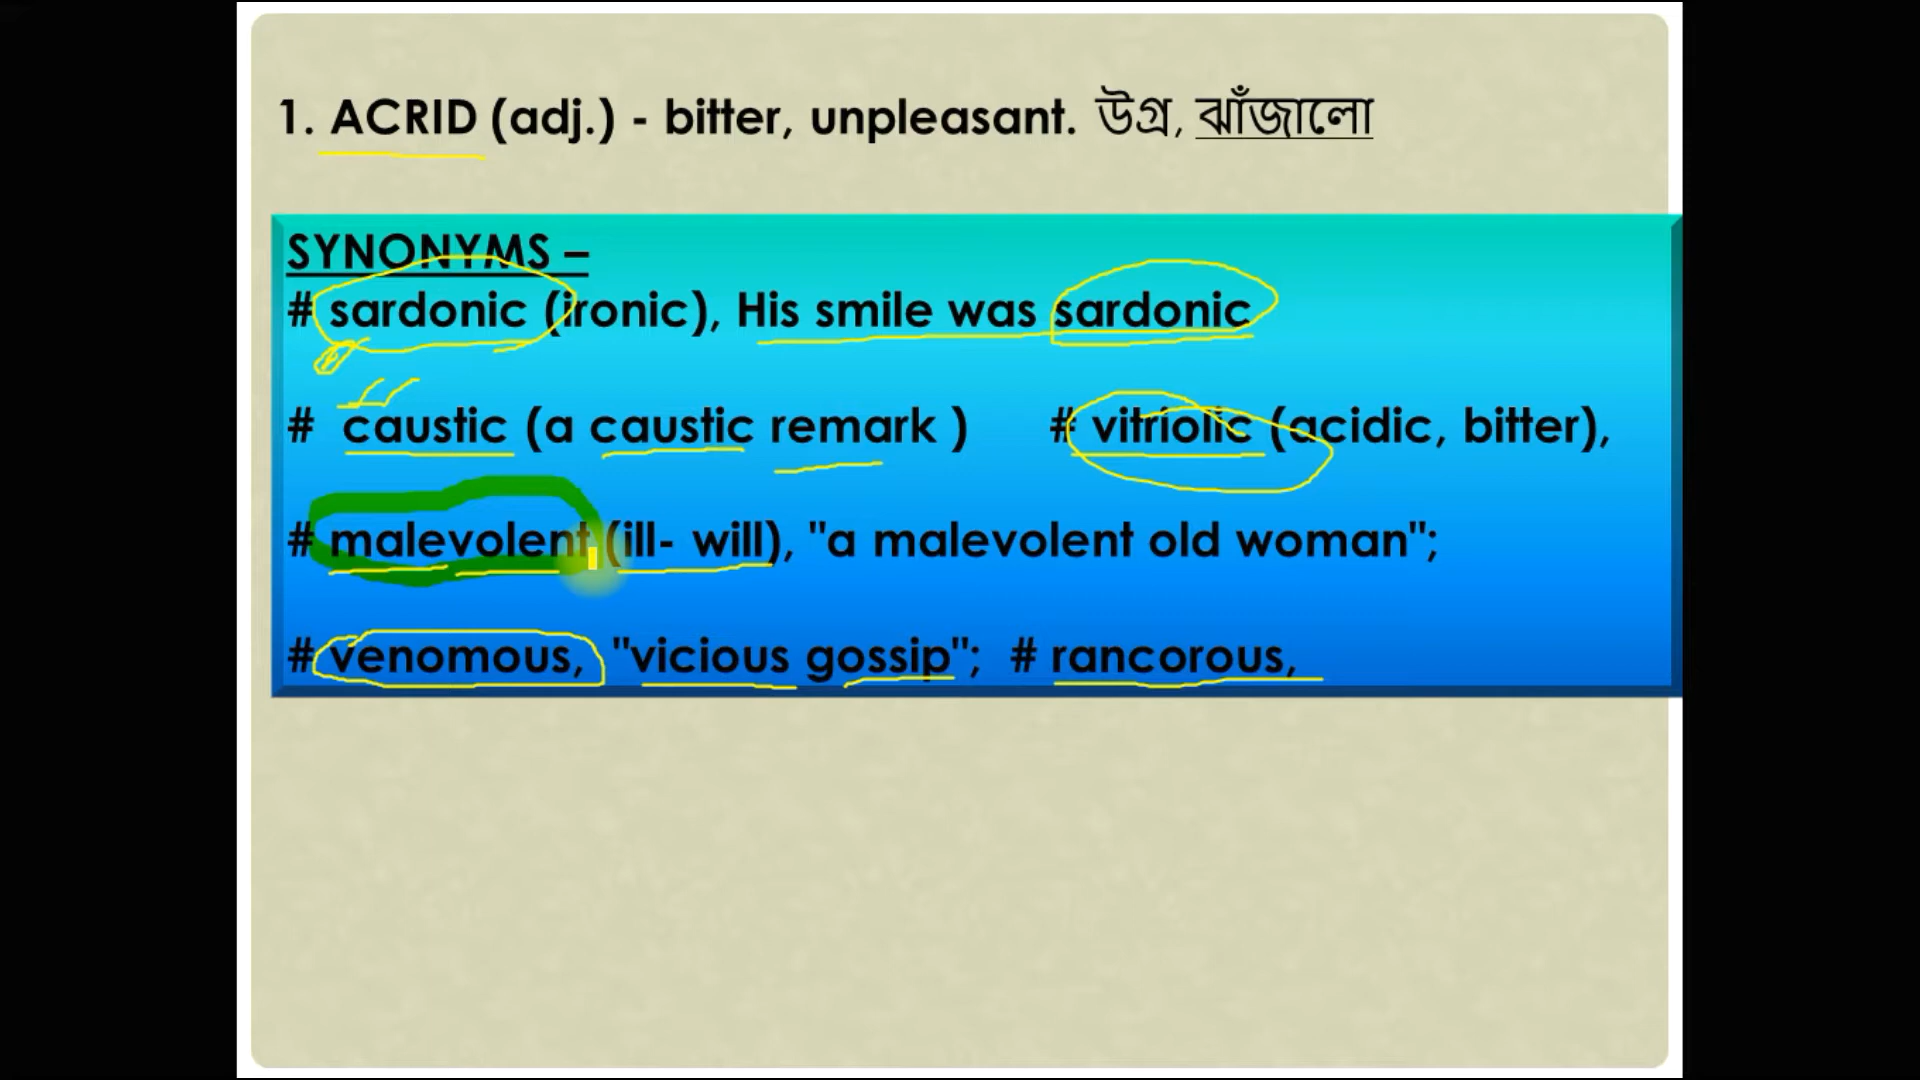 1. ACRID (adj.) - bitter, unpleasant. উগ্র, ঝাঁজালো
SYNONYMS –
# sardonic (ironic), His smile was sardonic
# caustic (a caustic remark ) # vitriolic (acidic, bitter),
# malevolent (ill- will), "a malevolent old woman";
# venomous, "vicious gossip"; # rancorous,